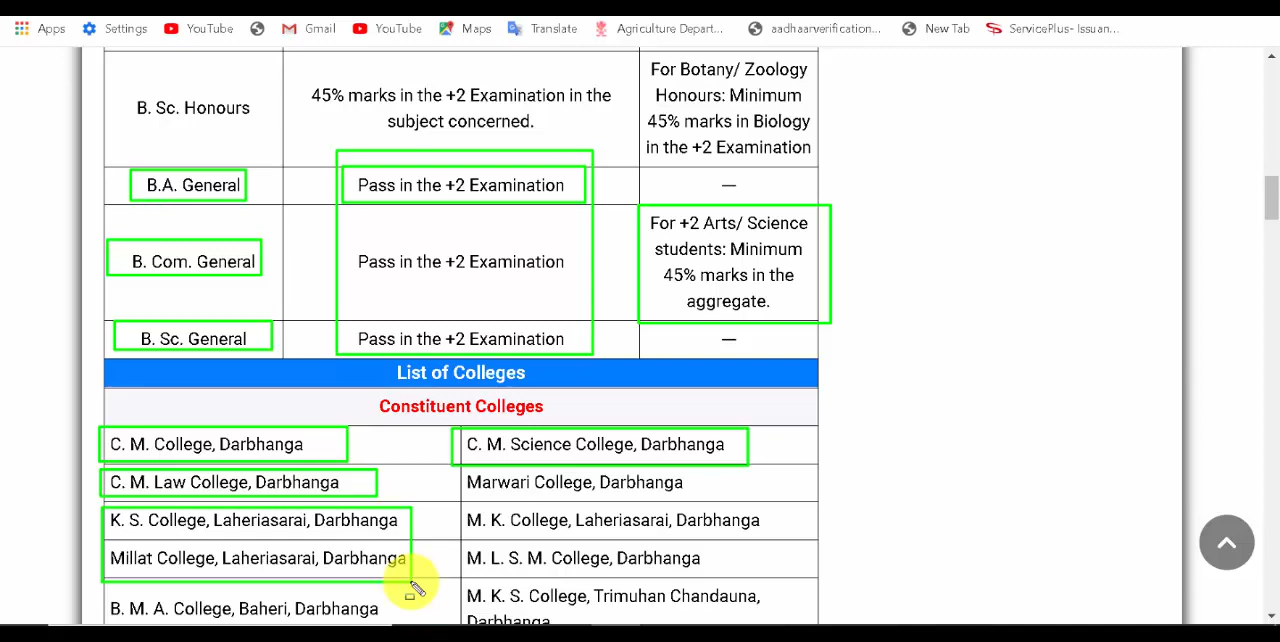 Apps Settings YouTube Gmail YouTube Maps Translate Agriculture Depart... aadhaarverification... New Tab ServicePlus- Issuan...
B. Sc. Honours
45% marks in the +2 Examination in the
subject concerned.
For Botany/ Zoology
Honours: Minimum
45% marks in Biology
in the +2 Examination
B.A. General
Pass in the +2 Examination
—
B. Com. General
Pass in the +2 Examination
For +2 Arts/ Science
students: Minimum
45% marks in the
aggregate.
B. Sc. General
Pass in the +2 Examination
—
List of Colleges
Constituent Colleges
C. M. College, Darbhanga
C. M. Science College, Darbhanga
C. M. Law College, Darbhanga
Marwari College, Darbhanga
K. S. College, Laheriasarai, Darbhanga
M. K. College, Laheriasarai, Darbhanga
Millat College, Laheriasarai, Darbhanga
M. L. S. M. College, Darbhanga
B. M. A. College, Baheri, Darbhanga
M. K. S. College, Trimuhan Chandauna,
Darbhanga